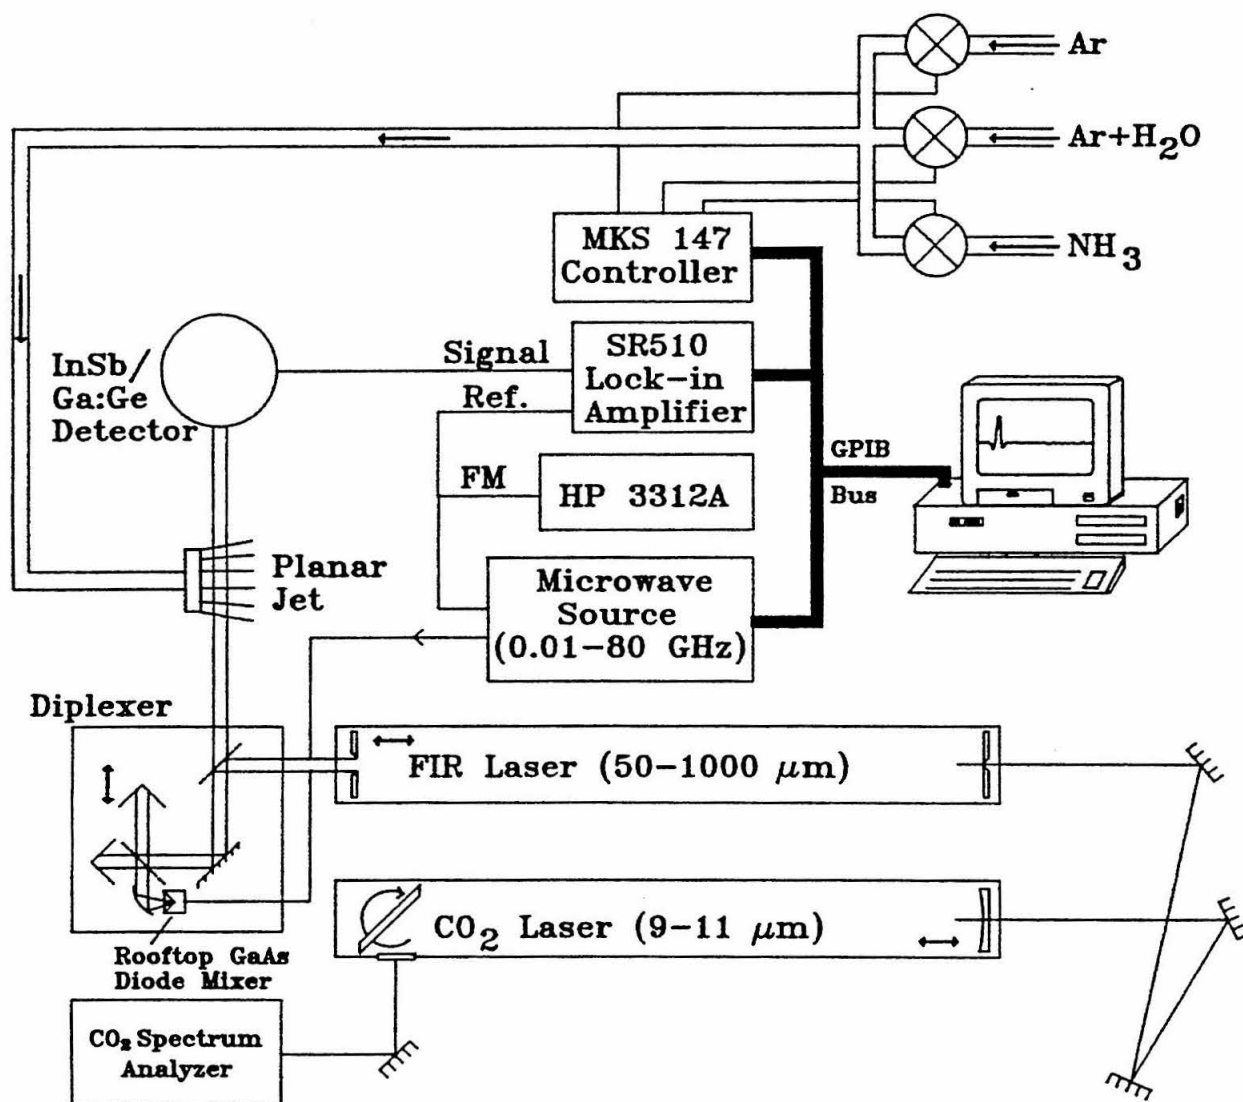 Ar
Ar+H₂O
NH₃
MKS 147
Controller
InSb/
Ga:Ge
Detector
Signal
Ref.
SR510
Lock-in
Amplifier
FM
HP 3312A
GPIB
Bus
Planar
Jet
Microwave
Source
(0.01-80 GHz)
Diplexer
FIR Laser (50-1000 μm)
CO₂ Laser (9-11 μm)
Rooftop GaAs
Diode Mixer
CO₂ Spectrum
Analyzer